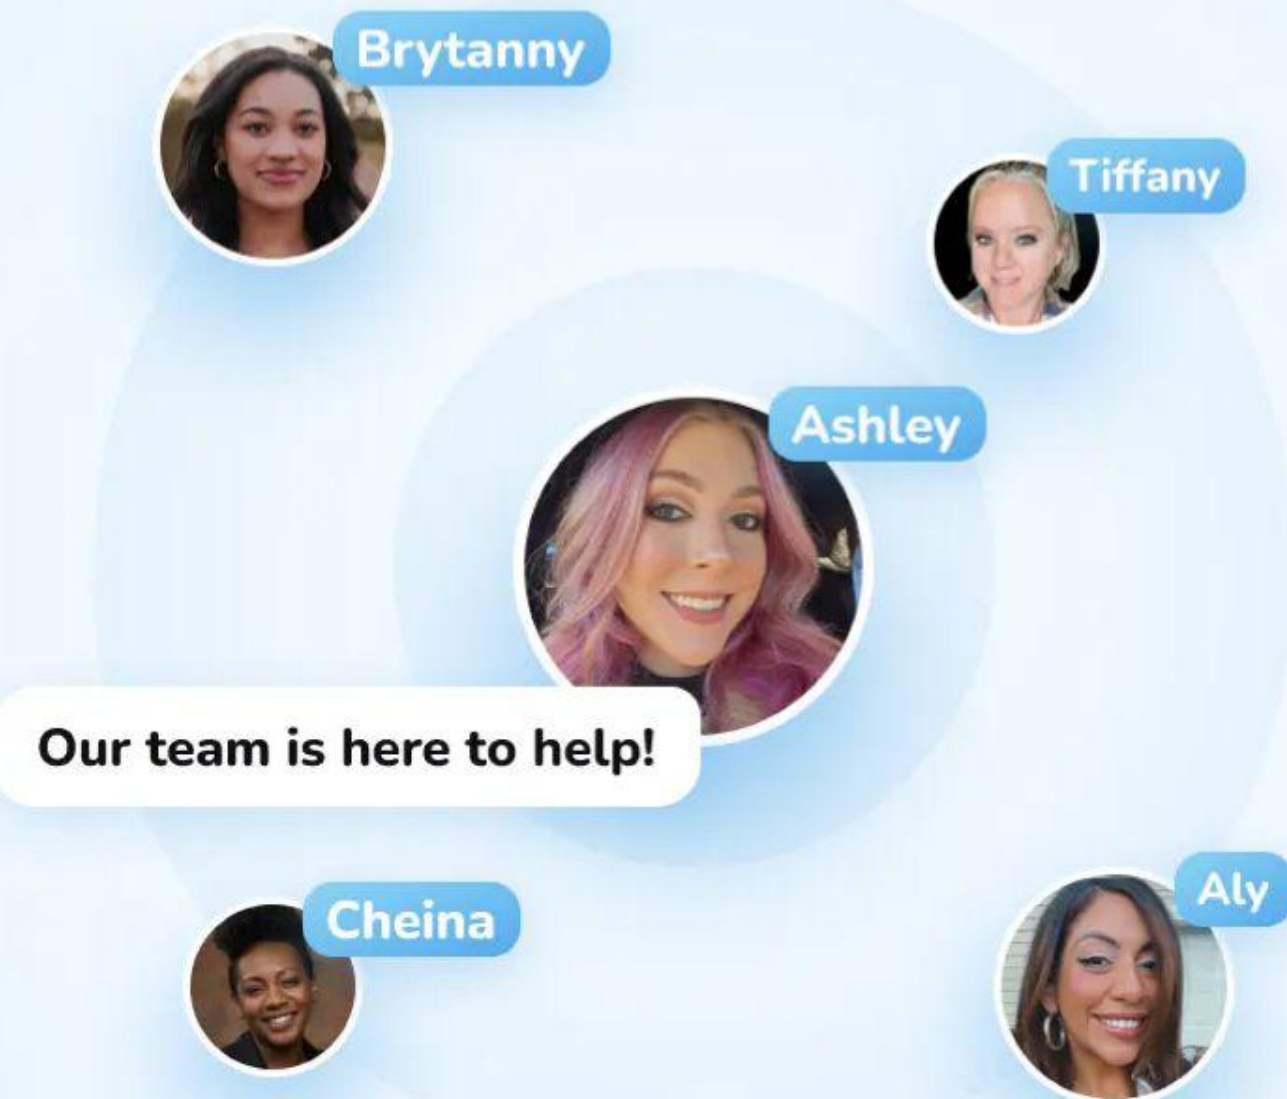 Brytanny
Tiffany
Ashley
Our team is here to help!
Cheina
Aly